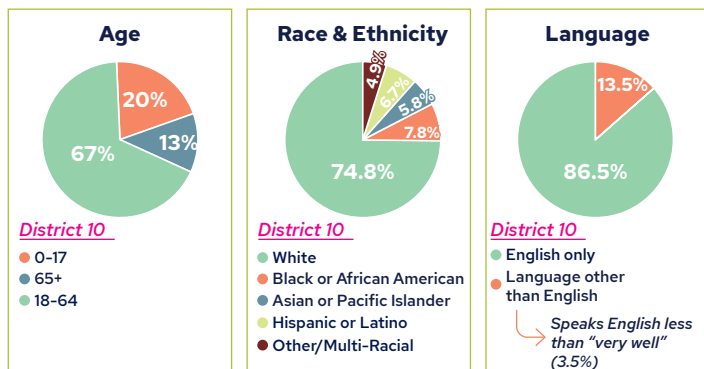 Age
20%
13%
67%
District 10
0-17
65+
18-64
Race & Ethnicity
4.9%
6.7%
5.8%
7.8%
74.8%
District 10
White
Black or African American
Asian or Pacific Islander
Hispanic or Latino
Other/Multi-Racial
Language
13.5%
86.5%
District 10
English only
Language other
than English
Speaks English less
than “very well”
(3.5%)